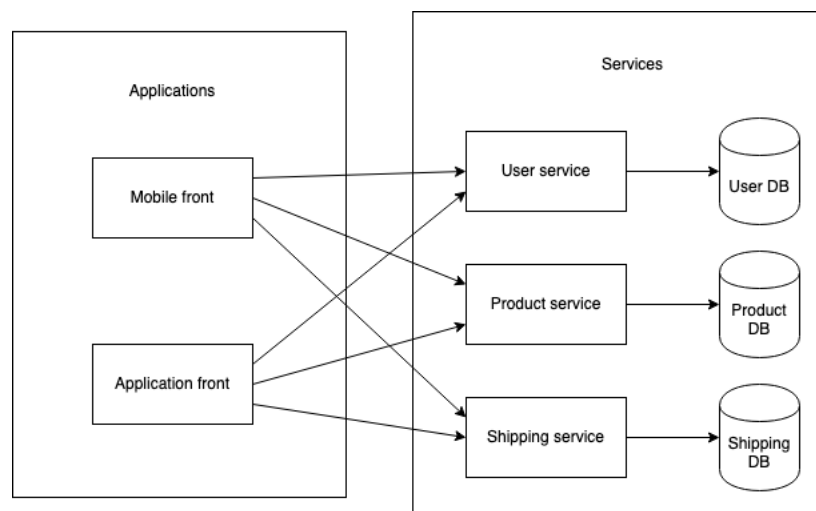 Applications
Mobile front
Application front
Services
User service
User DB
Product service
Product
DB
Shipping service
Shipping
DB